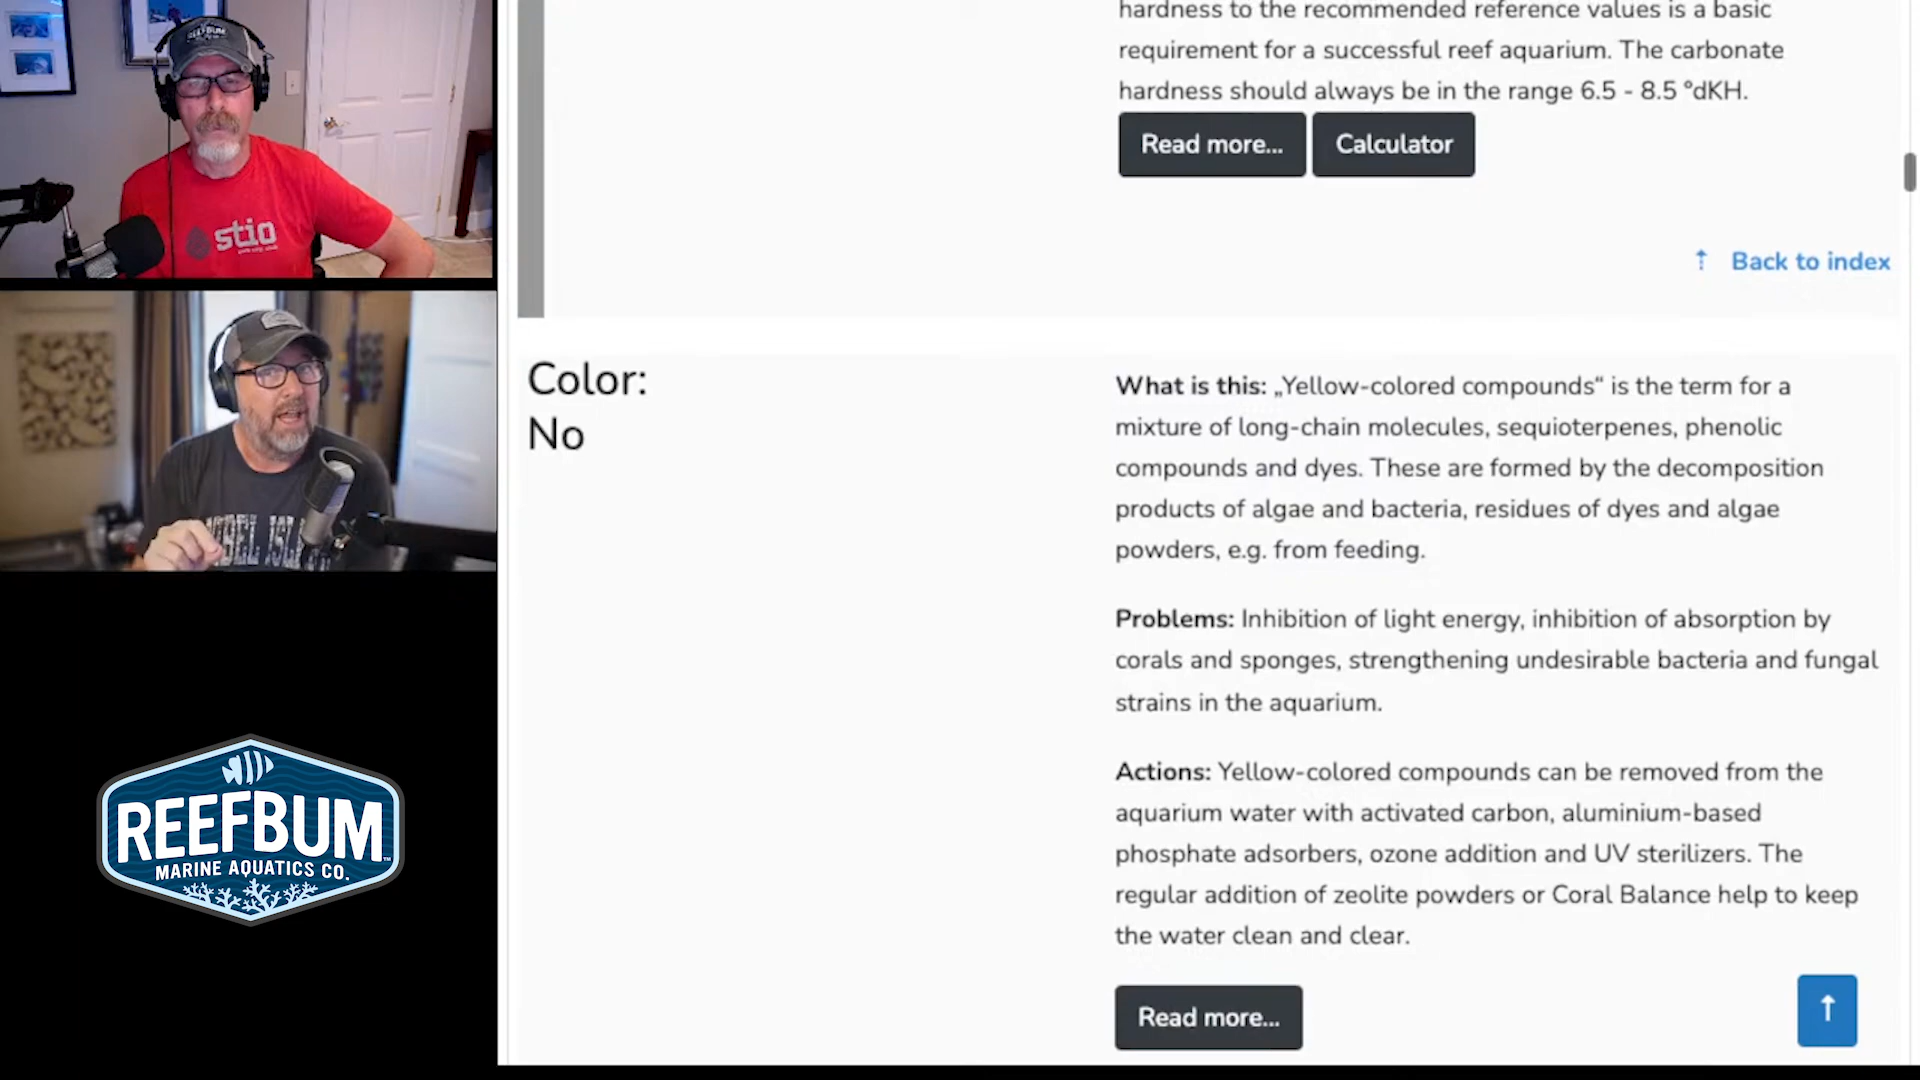 REEFBUM
stio
REEFBUM
MARINE AQUATICS CO.
hardness to the recommended reference values is a basic
requirement for a successful reef aquarium. The carbonate
hardness should always be in the range 6.5 - 8.5 °dKH.
Read more...
Calculator
↑ Back to index
Color:
No
What is this: „Yellow-colored compounds“ is the term for a
mixture of long-chain molecules, sequioterpenes, phenolic
compounds and dyes. These are formed by the decomposition
products of algae and bacteria, residues of dyes and algae
powders, e.g. from feeding.
Problems: Inhibition of light energy, inhibition of absorption by
corals and sponges, strengthening undesirable bacteria and fungal
strains in the aquarium.
Actions: Yellow-colored compounds can be removed from the
aquarium water with activated carbon, aluminium-based
phosphate adsorbers, ozone addition and UV sterilizers. The
regular addition of zeolite powders or Coral Balance help to keep
the water clean and clear.
Read more...
↑